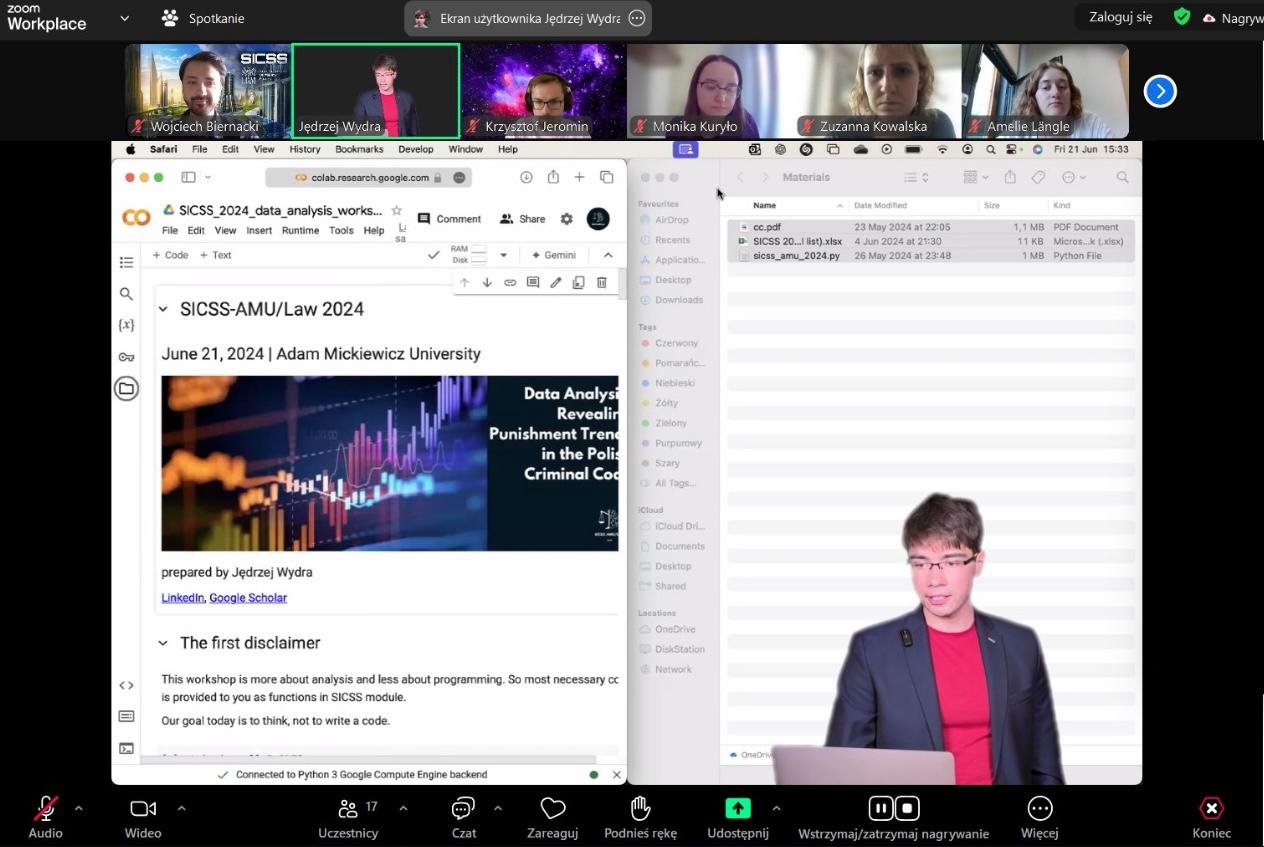 zoom
Workplace
Spotkanie
Ekran użytkownika Jędrzej Wydra
Zaloguj się
Nagryw
SICSS
Wojciech Biernacki
Jędrzej Wydra
Krzysztof Jeromin
Monika Kuryło
Zuzanna Kowalska
Amelie Längle
Safari File Edit View History Bookmarks Develop Window Help
Fri 21 Jun 15:33
colab.research.google.com
SICSS_2024_data_analysis_works...
Comment
Share
File Edit View Insert Runtime Tools Help
Li
sa
+ Code + Text
RAM
Disk
Gemini
SICSS-AMU/Law 2024
June 21, 2024 | Adam Mickiewicz University
Data Analysi
Revealin
Punishment Tren
in the Polis
Criminal Co
prepared by Jędrzej Wydra
LinkedIn, Google Scholar
The first disclaimer
This workshop is more about analysis and less about programming. So most necessary co
is provided to you as functions in SICSS module.
Our goal today is to think, not to write a code.
Connected to Python 3 Google Compute Engine backend
Materials
Favourites
AirDrop
Recents
Applicatio...
Desktop
Downloads
Tags
Czerwony
Pomarańc...
Niebieski
Żółty
Zielony
Purpurowy
Szary
All Tags...
iCloud
iCloud Dri...
Documents
Desktop
Shared
Locations
OneDrive
DiskStation
Network
Name Date Modified Size Kind
cc.pdf 23 May 2024 at 22:05 1,1 MB PDF Document
SICSS 20...l list).xlsx 4 Jun 2024 at 21:30 11 KB Micros...k (.xlsx)
sicss_amu_2024.py 26 May 2024 at 23:48 1 MB Python File
OneDriv
Audio
Wideo
17
Uczestnicy
Czat
Zareaguj
Podnieś rękę
Udostępnij
Wstrzymaj/zatrzymaj nagrywanie
Więcej
Koniec